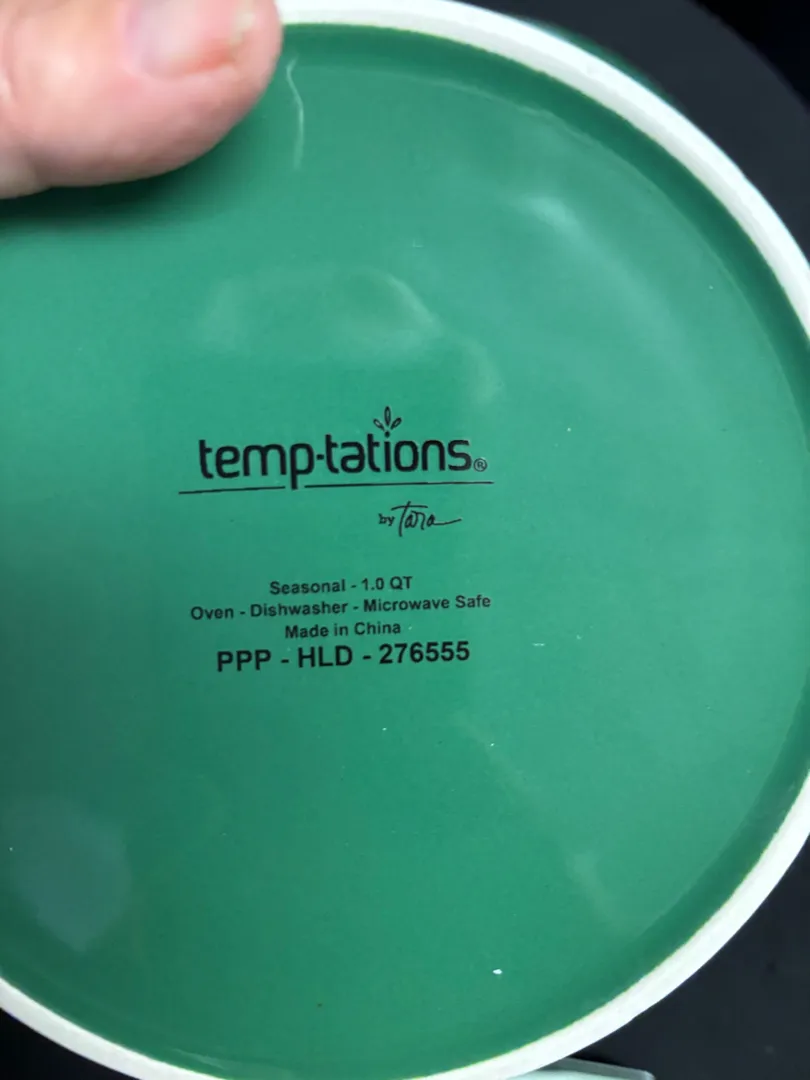 temp-tations®
by Tara
Seasonal - 1.0 QT
Oven - Dishwasher - Microwave Safe
Made in China
PPP - HLD - 276555